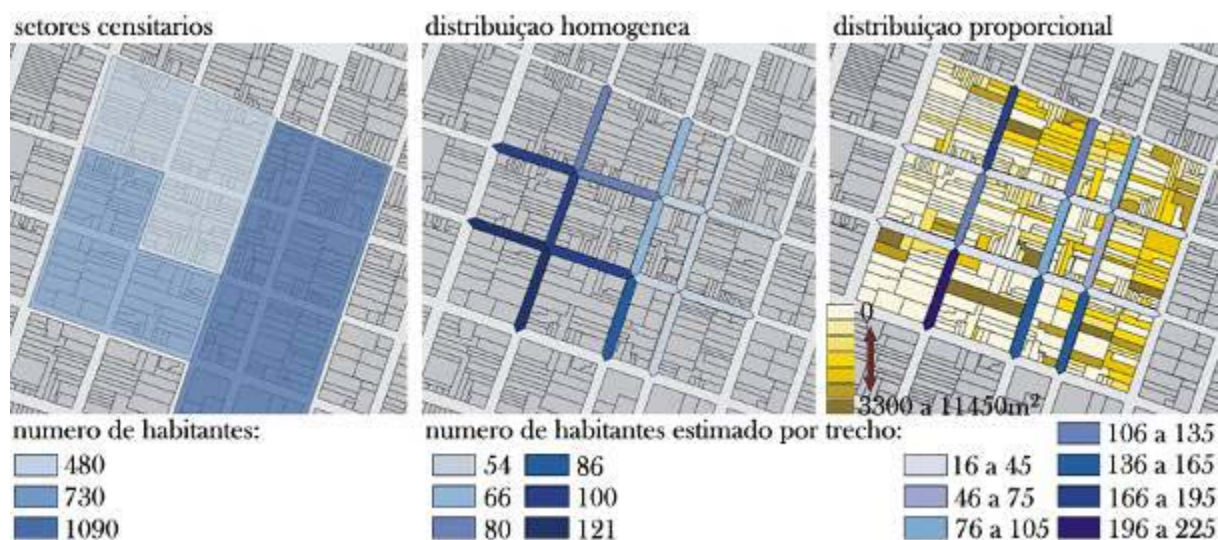 setores censitarios
distribuiçao homogenea
distribuiçao proporcional
0
3300 a 11450m²
numero de habitantes:
480
730
1090
numero de habitantes estimado por trecho:
54
66
80
86
100
121
16 a 45
46 a 75
76 a 105
106 a 135
136 a 165
166 a 195
196 a 225